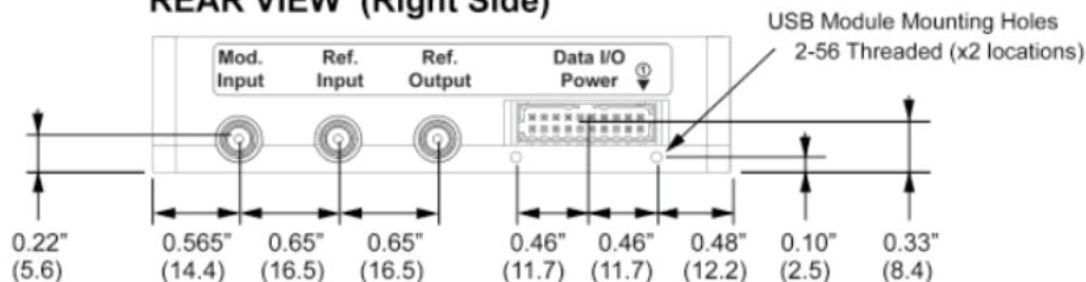 REAR VIEW (Right Side)
USB Module Mounting Holes
2-56 Threaded (x2 locations)
Mod. Input
Ref. Input
Ref. Output
Data I/O Power
①
0.22" 0.565" 0.65" 0.65" 0.46" 0.46" 0.48" 0.10" 0.33"
(5.6) (14.4) (16.5) (16.5) (11.7) (11.7) (12.2) (2.5) (8.4)